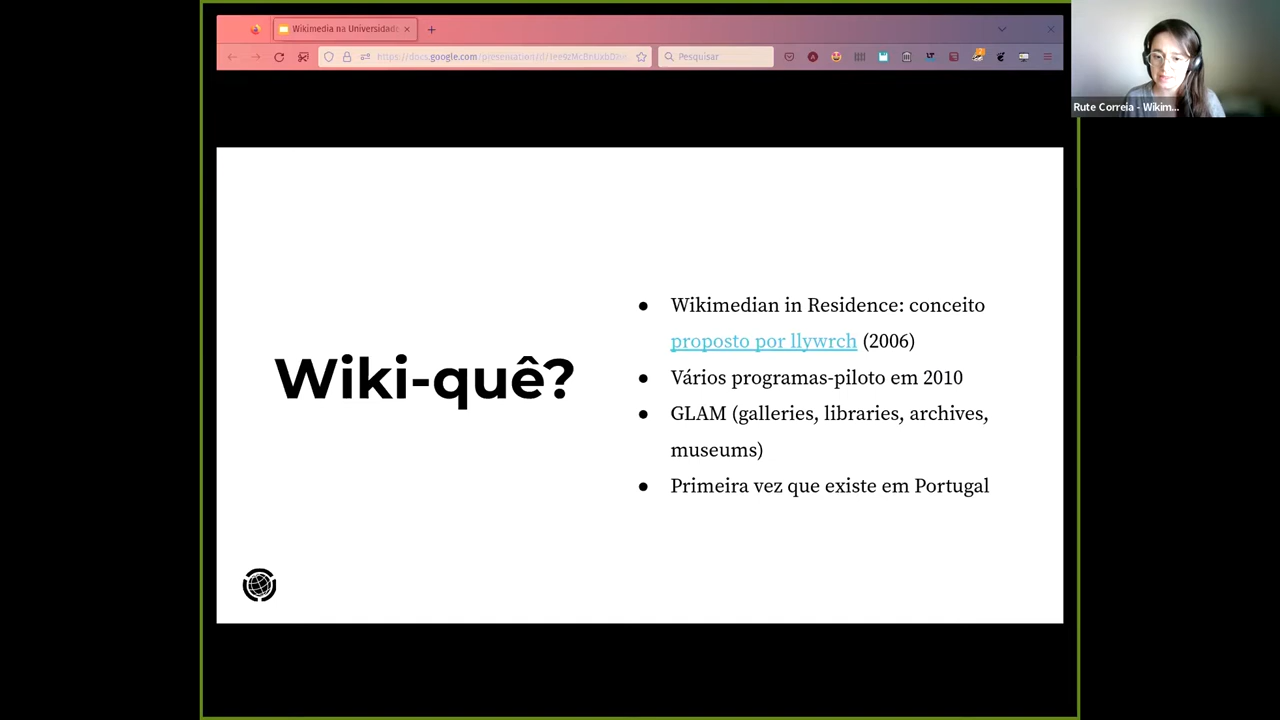 Wikimedia na Universidade
Pesquisar
Rute Correia - Wikim...
Wiki-quê?
● Wikimedian in Residence: conceito
proposto por llywrch (2006)
● Vários programas-piloto em 2010
● GLAM (galleries, libraries, archives,
museums)
● Primeira vez que existe em Portugal